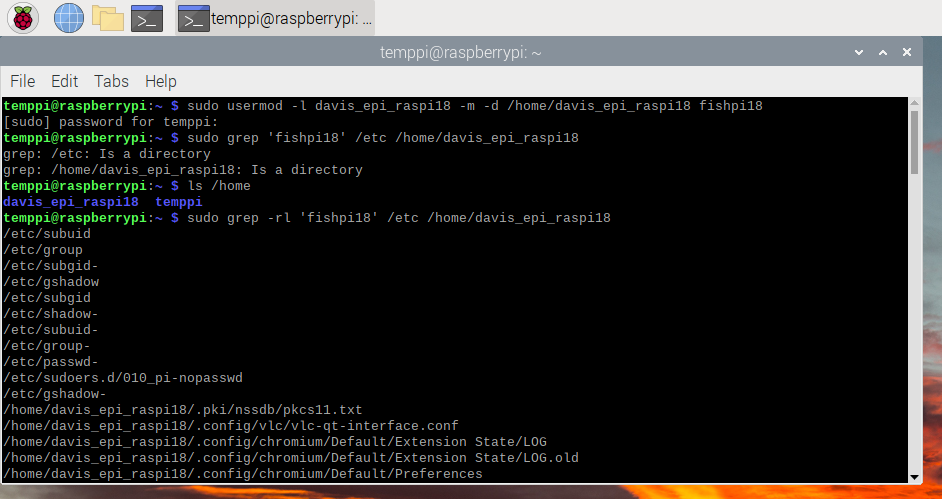 temppi@raspberrypi: …
temppi@raspberrypi: ~
File Edit Tabs Help
temppi@raspberrypi:~ $ sudo usermod -l davis_epi_raspi18 -m -d /home/davis_epi_raspi18 fishpi18
[sudo] password for temppi:
temppi@raspberrypi:~ $ sudo grep 'fishpi18' /etc /home/davis_epi_raspi18
grep: /etc: Is a directory
grep: /home/davis_epi_raspi18: Is a directory
temppi@raspberrypi:~ $ ls /home
davis_epi_raspi18  temppi
temppi@raspberrypi:~ $ sudo grep -rl 'fishpi18' /etc /home/davis_epi_raspi18
/etc/subuid
/etc/group
/etc/subgid-
/etc/gshadow
/etc/subgid
/etc/shadow-
/etc/subuid-
/etc/group-
/etc/passwd-
/etc/sudoers.d/010_pi-nopasswd
/etc/gshadow-
/home/davis_epi_raspi18/.pki/nssdb/pkcs11.txt
/home/davis_epi_raspi18/.config/vlc/vlc-qt-interface.conf
/home/davis_epi_raspi18/.config/chromium/Default/Extension State/LOG
/home/davis_epi_raspi18/.config/chromium/Default/Extension State/LOG.old
/home/davis_epi_raspi18/.config/chromium/Default/Preferences